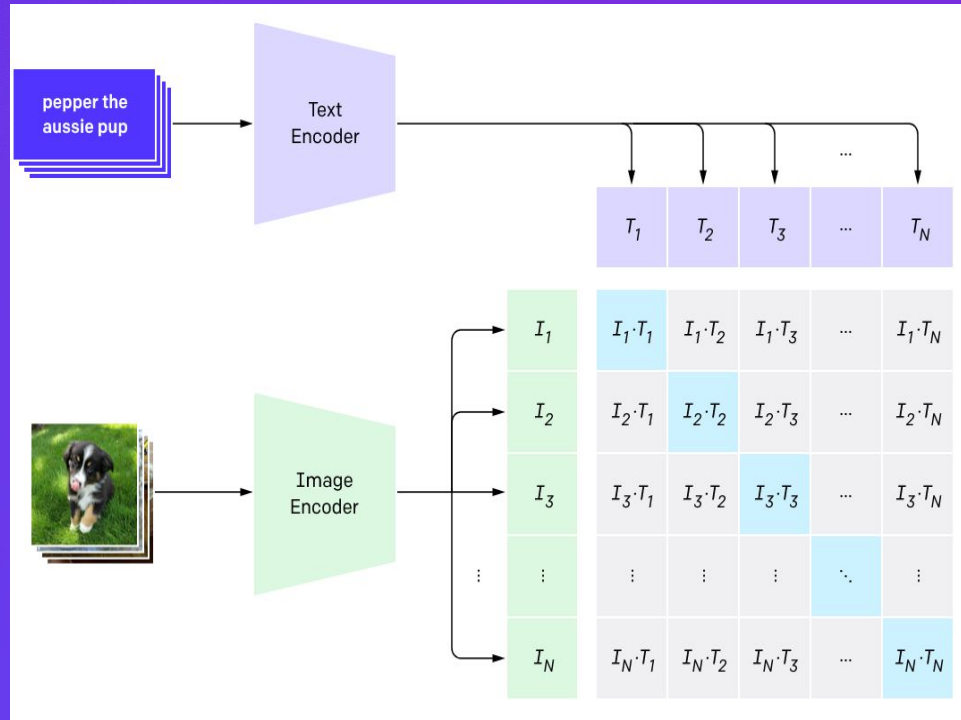 pepper the
aussie pup
Text
Encoder
...
T1 T2 T3 ... TN
I1 I1·T1 I1·T2 I1·T3 ... I1·TN
I2 I2·T1 I2·T2 I2·T3 ... I2·TN
Image
Encoder
I3 I3·T1 I3·T2 I3·T3 ... I3·TN
⋮ ⋮ ⋮ ⋮ ⋮ ⋱ ⋮
IN IN·T1 IN·T2 IN·T3 ... IN·TN